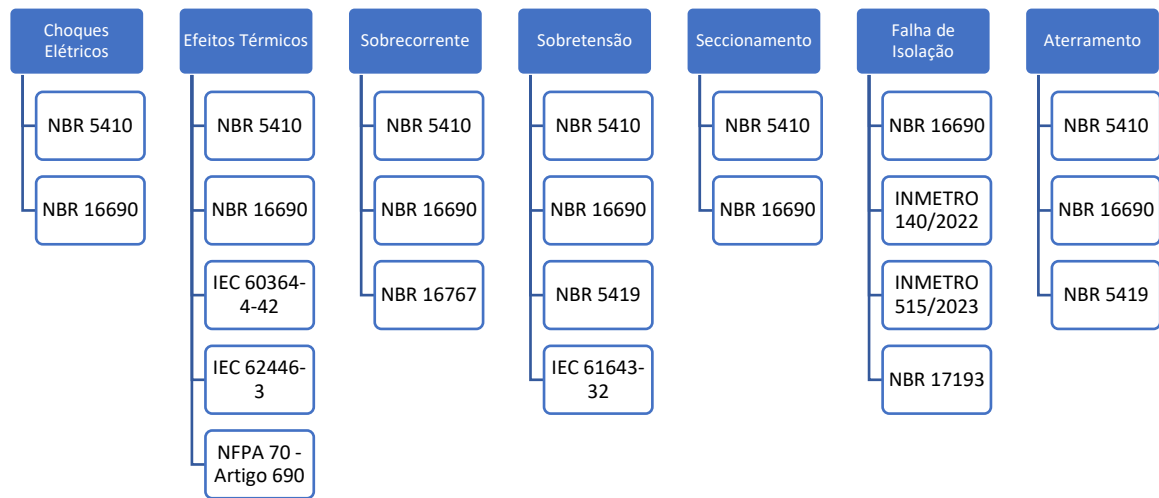 Choques
Elétricos
NBR 5410
NBR 16690
Efeitos Térmicos
NBR 5410
NBR 16690
IEC 60364-
4-42
IEC 62446-
3
NFPA 70 -
Artigo 690
Sobrecorrente
NBR 5410
NBR 16690
NBR 16767
Sobretensão
NBR 5410
NBR 16690
NBR 5419
IEC 61643-
32
Seccionamento
NBR 5410
NBR 16690
Falha de
Isolação
NBR 16690
INMETRO
140/2022
INMETRO
515/2023
NBR 17193
Aterramento
NBR 5410
NBR 16690
NBR 5419